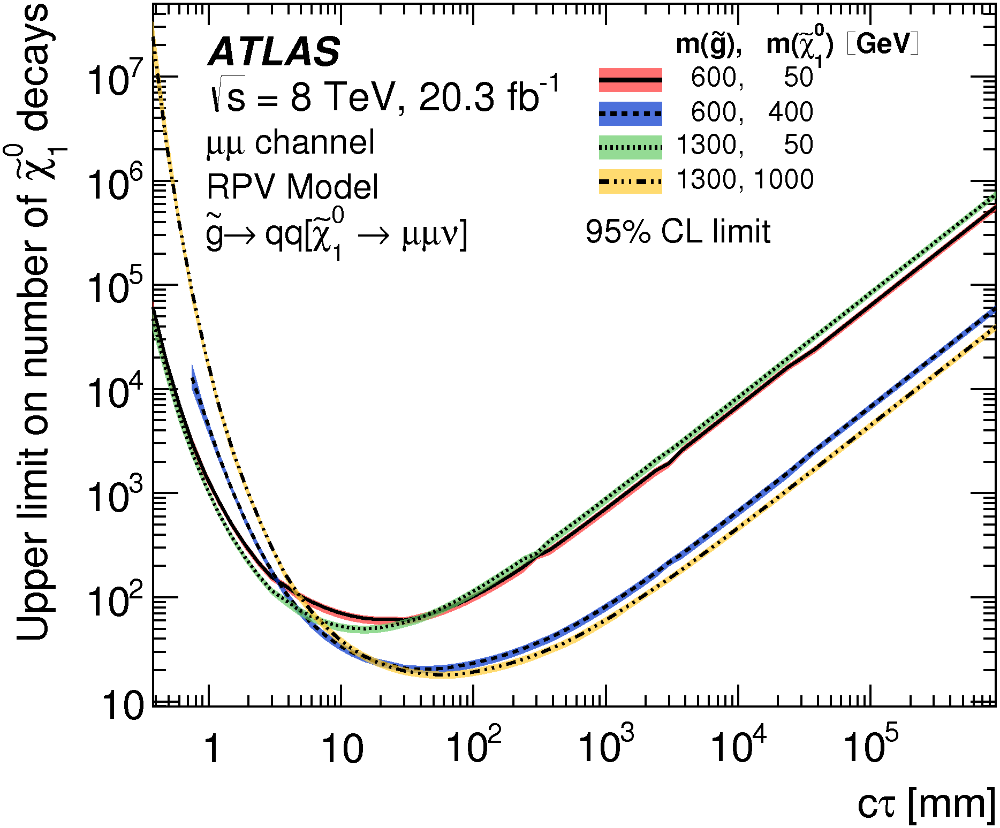 Upper limit on number of χ̃₁⁰ decays
10⁷
10⁶
10⁵
10⁴
10³
10²
10
ATLAS
√s = 8 TeV, 20.3 fb⁻¹
μμ channel
RPV Model
g̃→ qq[χ̃₁⁰ → μμν]
m(g̃), m(χ̃₁⁰) [GeV]
600, 50
600, 400
1300, 50
1300, 1000
95% CL limit
1 10 10² 10³ 10⁴ 10⁵
cτ [mm]